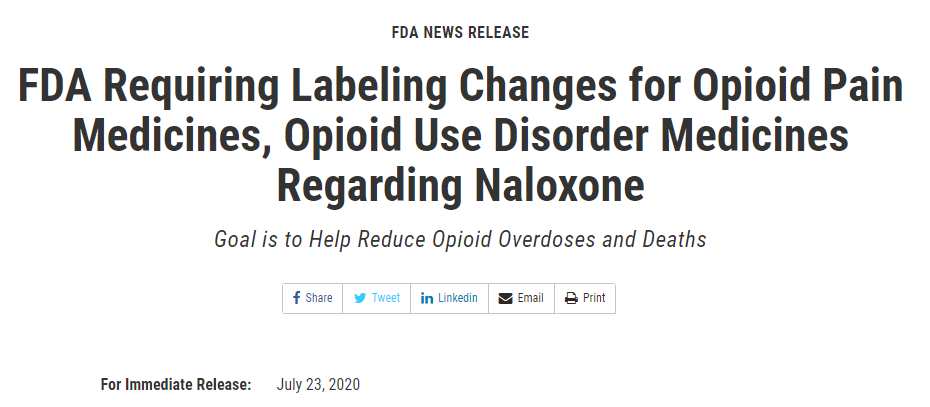 FDA NEWS RELEASE
FDA Requiring Labeling Changes for Opioid Pain
Medicines, Opioid Use Disorder Medicines
Regarding Naloxone
Goal is to Help Reduce Opioid Overdoses and Deaths
Share Tweet Linkedin Email Print
For Immediate Release: July 23, 2020